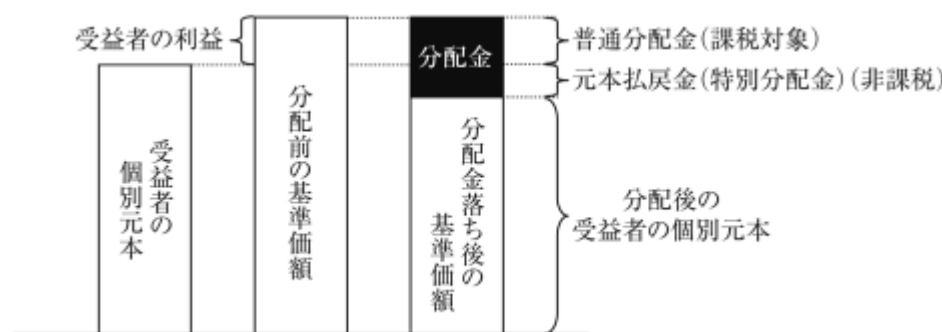 受益者の利益
分配金
普通分配金(課税対象)
元本払戻金(特別分配金)(非課税)
受益者の
個別元本
分配前の基準価額
分配金落ち後の
基準価額
分配後の
受益者の個別元本